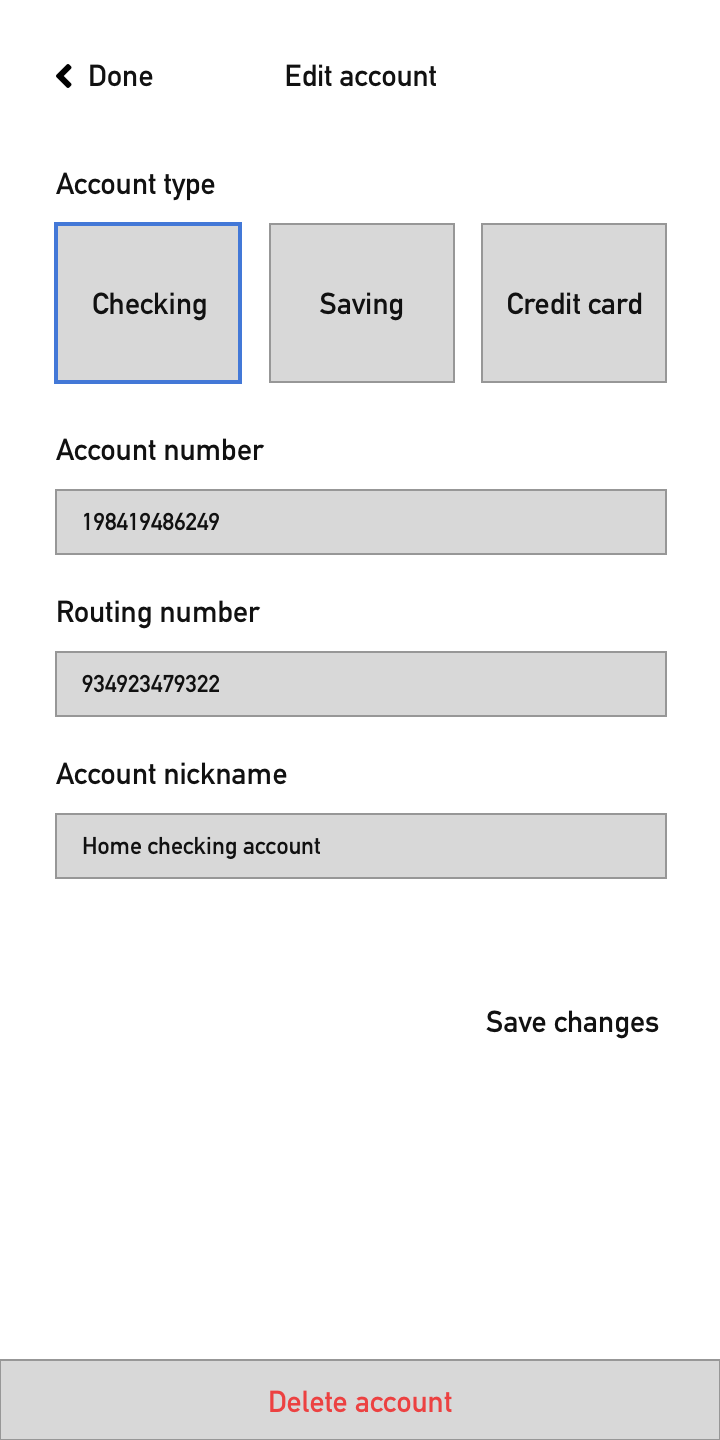 Done Edit account
Account type
Checking Saving Credit card
Account number
198419486249
Routing number
934923479322
Account nickname
Home checking account
Save changes
Delete account